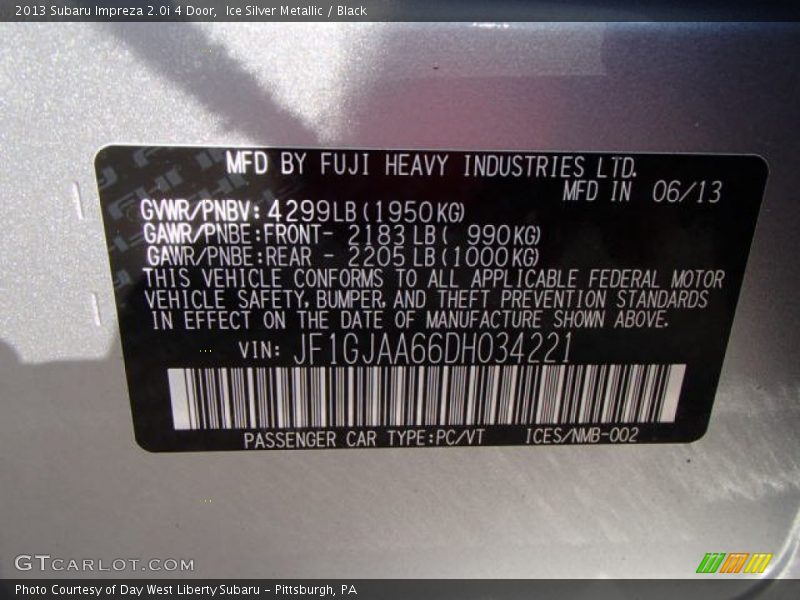 2013 Subaru Impreza 2.0i 4 Door,  Ice Silver Metallic / Black
MFD BY FUJI HEAVY INDUSTRIES LTD.
MFD IN 06/13
GVWR/PNBV: 4299LB(1950KG)
GAWR/PNBE:FRONT- 2183LB( 990KG)
GAWR/PNBE:REAR - 2205LB(1000KG)
THIS VEHICLE CONFORMS TO ALL APPLICABLE FEDERAL MOTOR
VEHICLE SAFETY, BUMPER, AND THEFT PREVENTION STANDARDS
IN EFFECT ON THE DATE OF MANUFACTURE SHOWN ABOVE.
VIN: JF1GJAA66DH034221
PASSENGER CAR TYPE:PC/VT ICES/NMB-002
GTCARLOT.COM
Photo Courtesy of Day West Liberty Subaru - Pittsburgh, PA